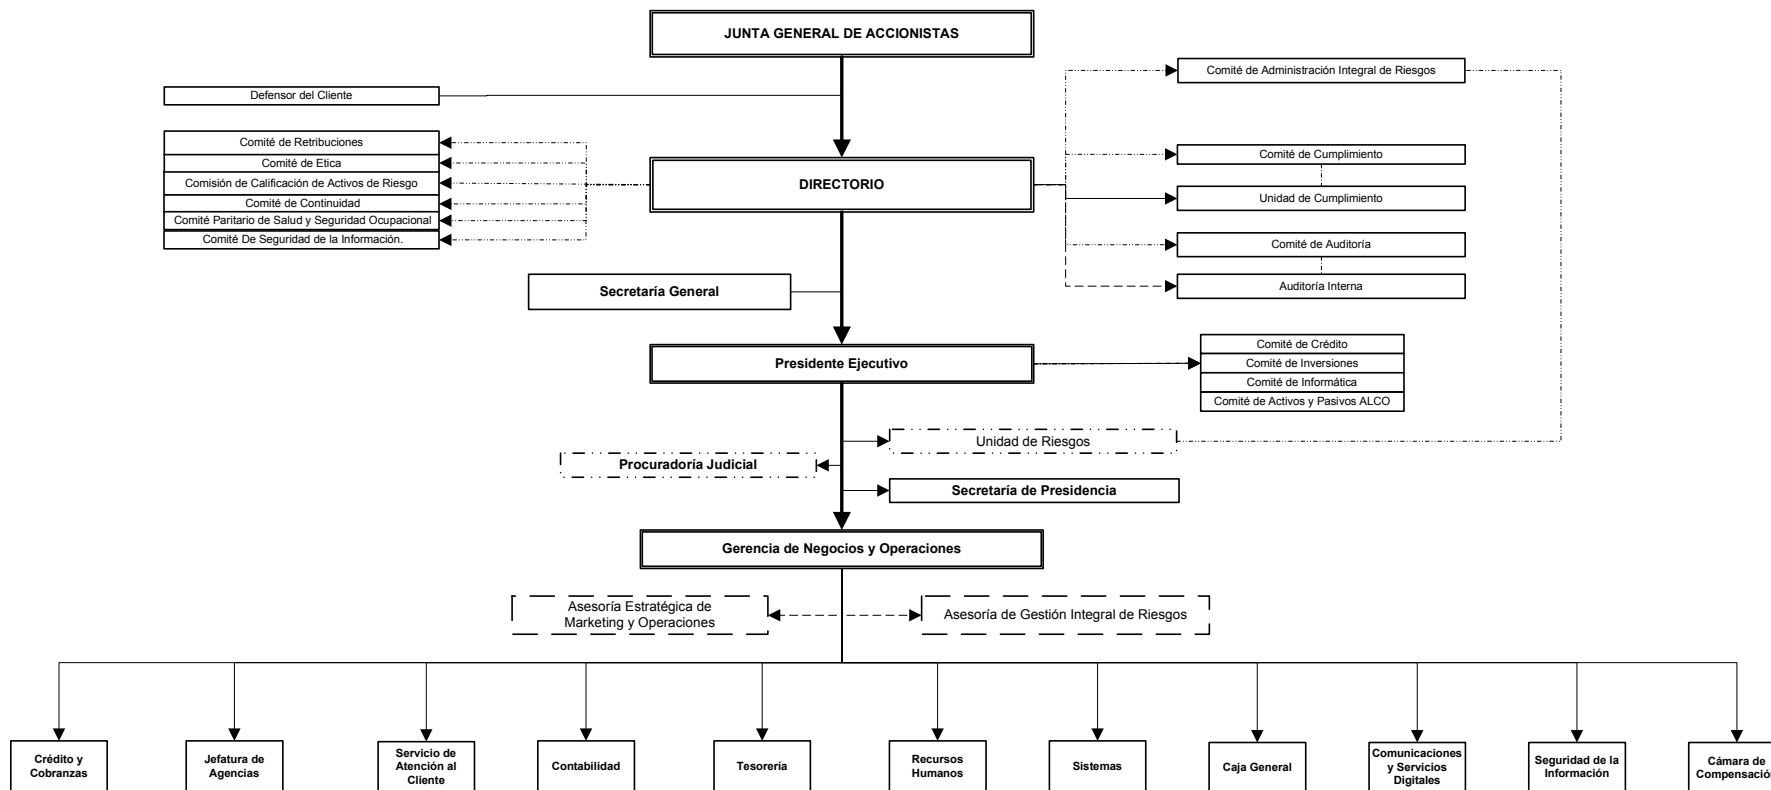 JUNTA GENERAL DE ACCIONISTAS
Comité de Administración Integral de Riesgos
Defensor del Cliente
Comité de Retribuciones
Comité de Etica
Comisión de Calificación de Activos de Riesgo
Comité de Continuidad
Comité Paritario de Salud y Seguridad Ocupacional
Comité De Seguridad de la Información.
DIRECTORIO
Comité de Cumplimiento
Unidad de Cumplimiento
Comité de Auditoría
Auditoría Interna
Secretaría General
Presidente Ejecutivo
Comité de Crédito
Comité de Inversiones
Comité de Informática
Comité de Activos y Pasivos ALCO
Unidad de Riesgos
Procuradoría Judicial
Secretaría de Presidencia
Gerencia de Negocios y Operaciones
Asesoría Estratégica de
Marketing y Operaciones
Asesoría de Gestión Integral de Riesgos
Crédito y
Cobranzas
Jefatura de
Agencias
Servicio de
Atención al
Cliente
Contabilidad
Tesorería
Recursos
Humanos
Sistemas
Caja General
Comunicaciones
y Servicios
Digitales
Seguridad de la
Información
Cámara de
Compensación